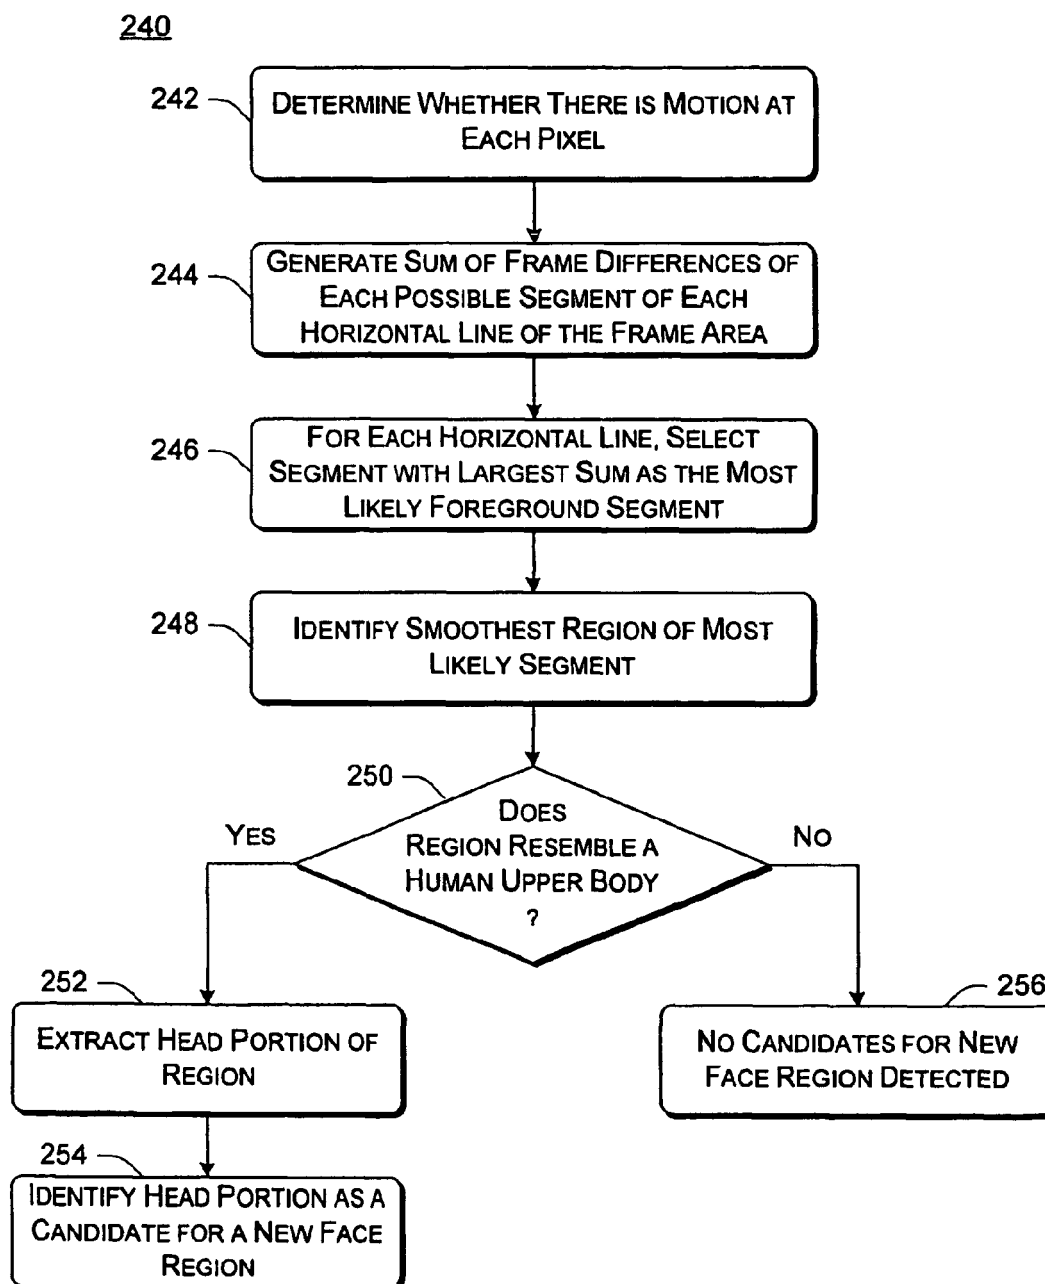 240
242
DETERMINE WHETHER THERE IS MOTION AT
EACH PIXEL
244
GENERATE SUM OF FRAME DIFFERENCES OF
EACH POSSIBLE SEGMENT OF EACH
HORIZONTAL LINE OF THE FRAME AREA
246
FOR EACH HORIZONTAL LINE, SELECT
SEGMENT WITH LARGEST SUM AS THE MOST
LIKELY FOREGROUND SEGMENT
248
IDENTIFY SMOOTHEST REGION OF MOST
LIKELY SEGMENT
250
DOES
REGION RESEMBLE A
HUMAN UPPER BODY
?
YES
NO
252
EXTRACT HEAD PORTION OF
REGION
256
NO CANDIDATES FOR NEW
FACE REGION DETECTED
254
IDENTIFY HEAD PORTION AS A
CANDIDATE FOR A NEW FACE
REGION